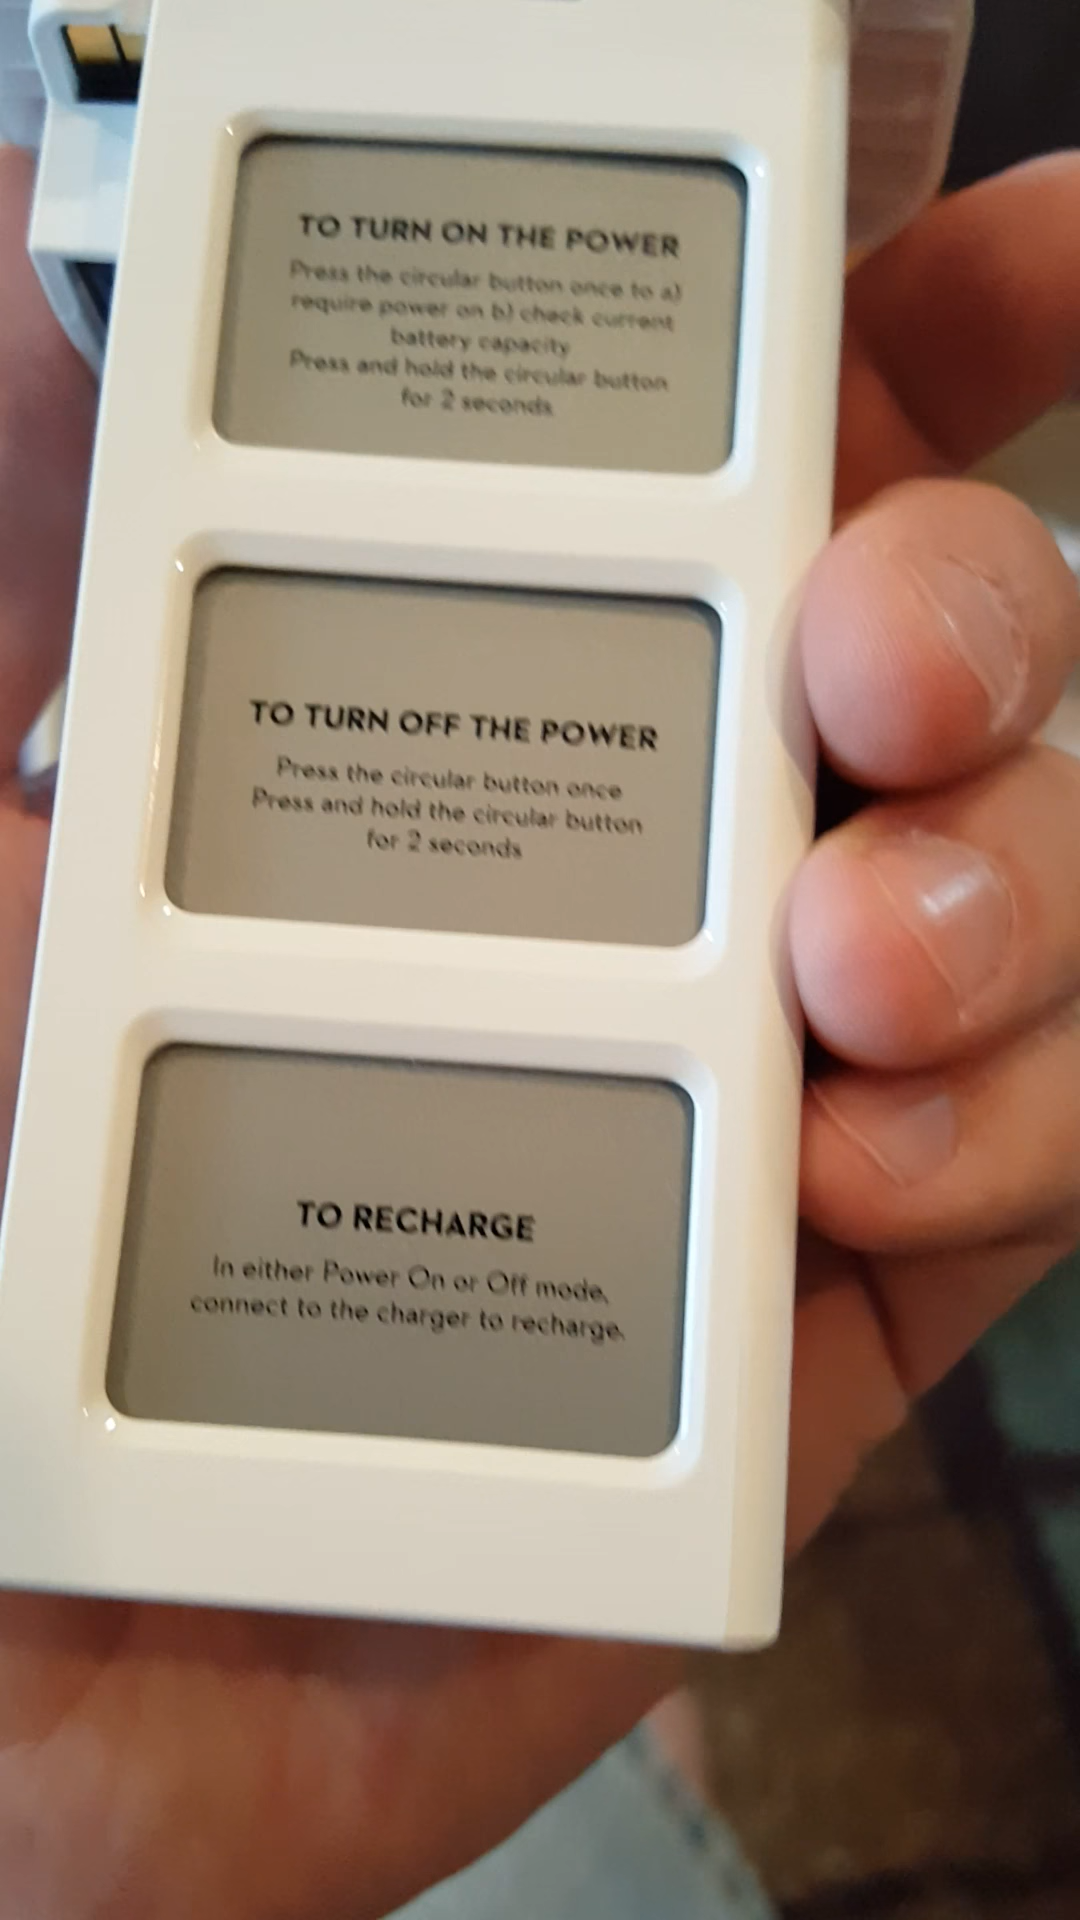 TO TURN ON THE POWER
Press the circular button once to a)
require power on b) check current
battery capacity
Press and hold the circular button
for 2 seconds
TO TURN OFF THE POWER
Press the circular button once
Press and hold the circular button
for 2 seconds
TO RECHARGE
In either Power On or Off mode,
connect to the charger to recharge.